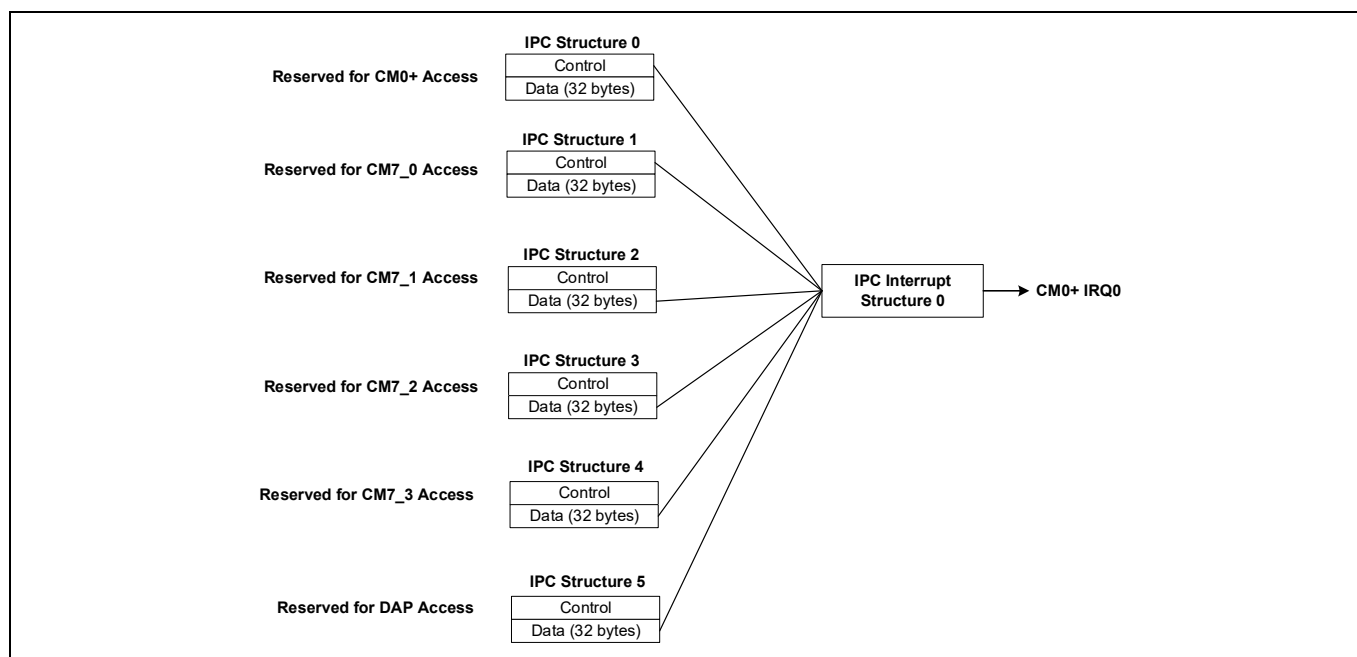 IPC Structure 0
Reserved for CM0+ Access
Control
Data (32 bytes)
IPC Structure 1
Reserved for CM7_0 Access
Control
Data (32 bytes)
IPC Structure 2
Reserved for CM7_1 Access
Control
Data (32 bytes)
IPC Interrupt
Structure 0
CM0+ IRQ0
IPC Structure 3
Reserved for CM7_2 Access
Control
Data (32 bytes)
IPC Structure 4
Reserved for CM7_3 Access
Control
Data (32 bytes)
IPC Structure 5
Reserved for DAP Access
Control
Data (32 bytes)